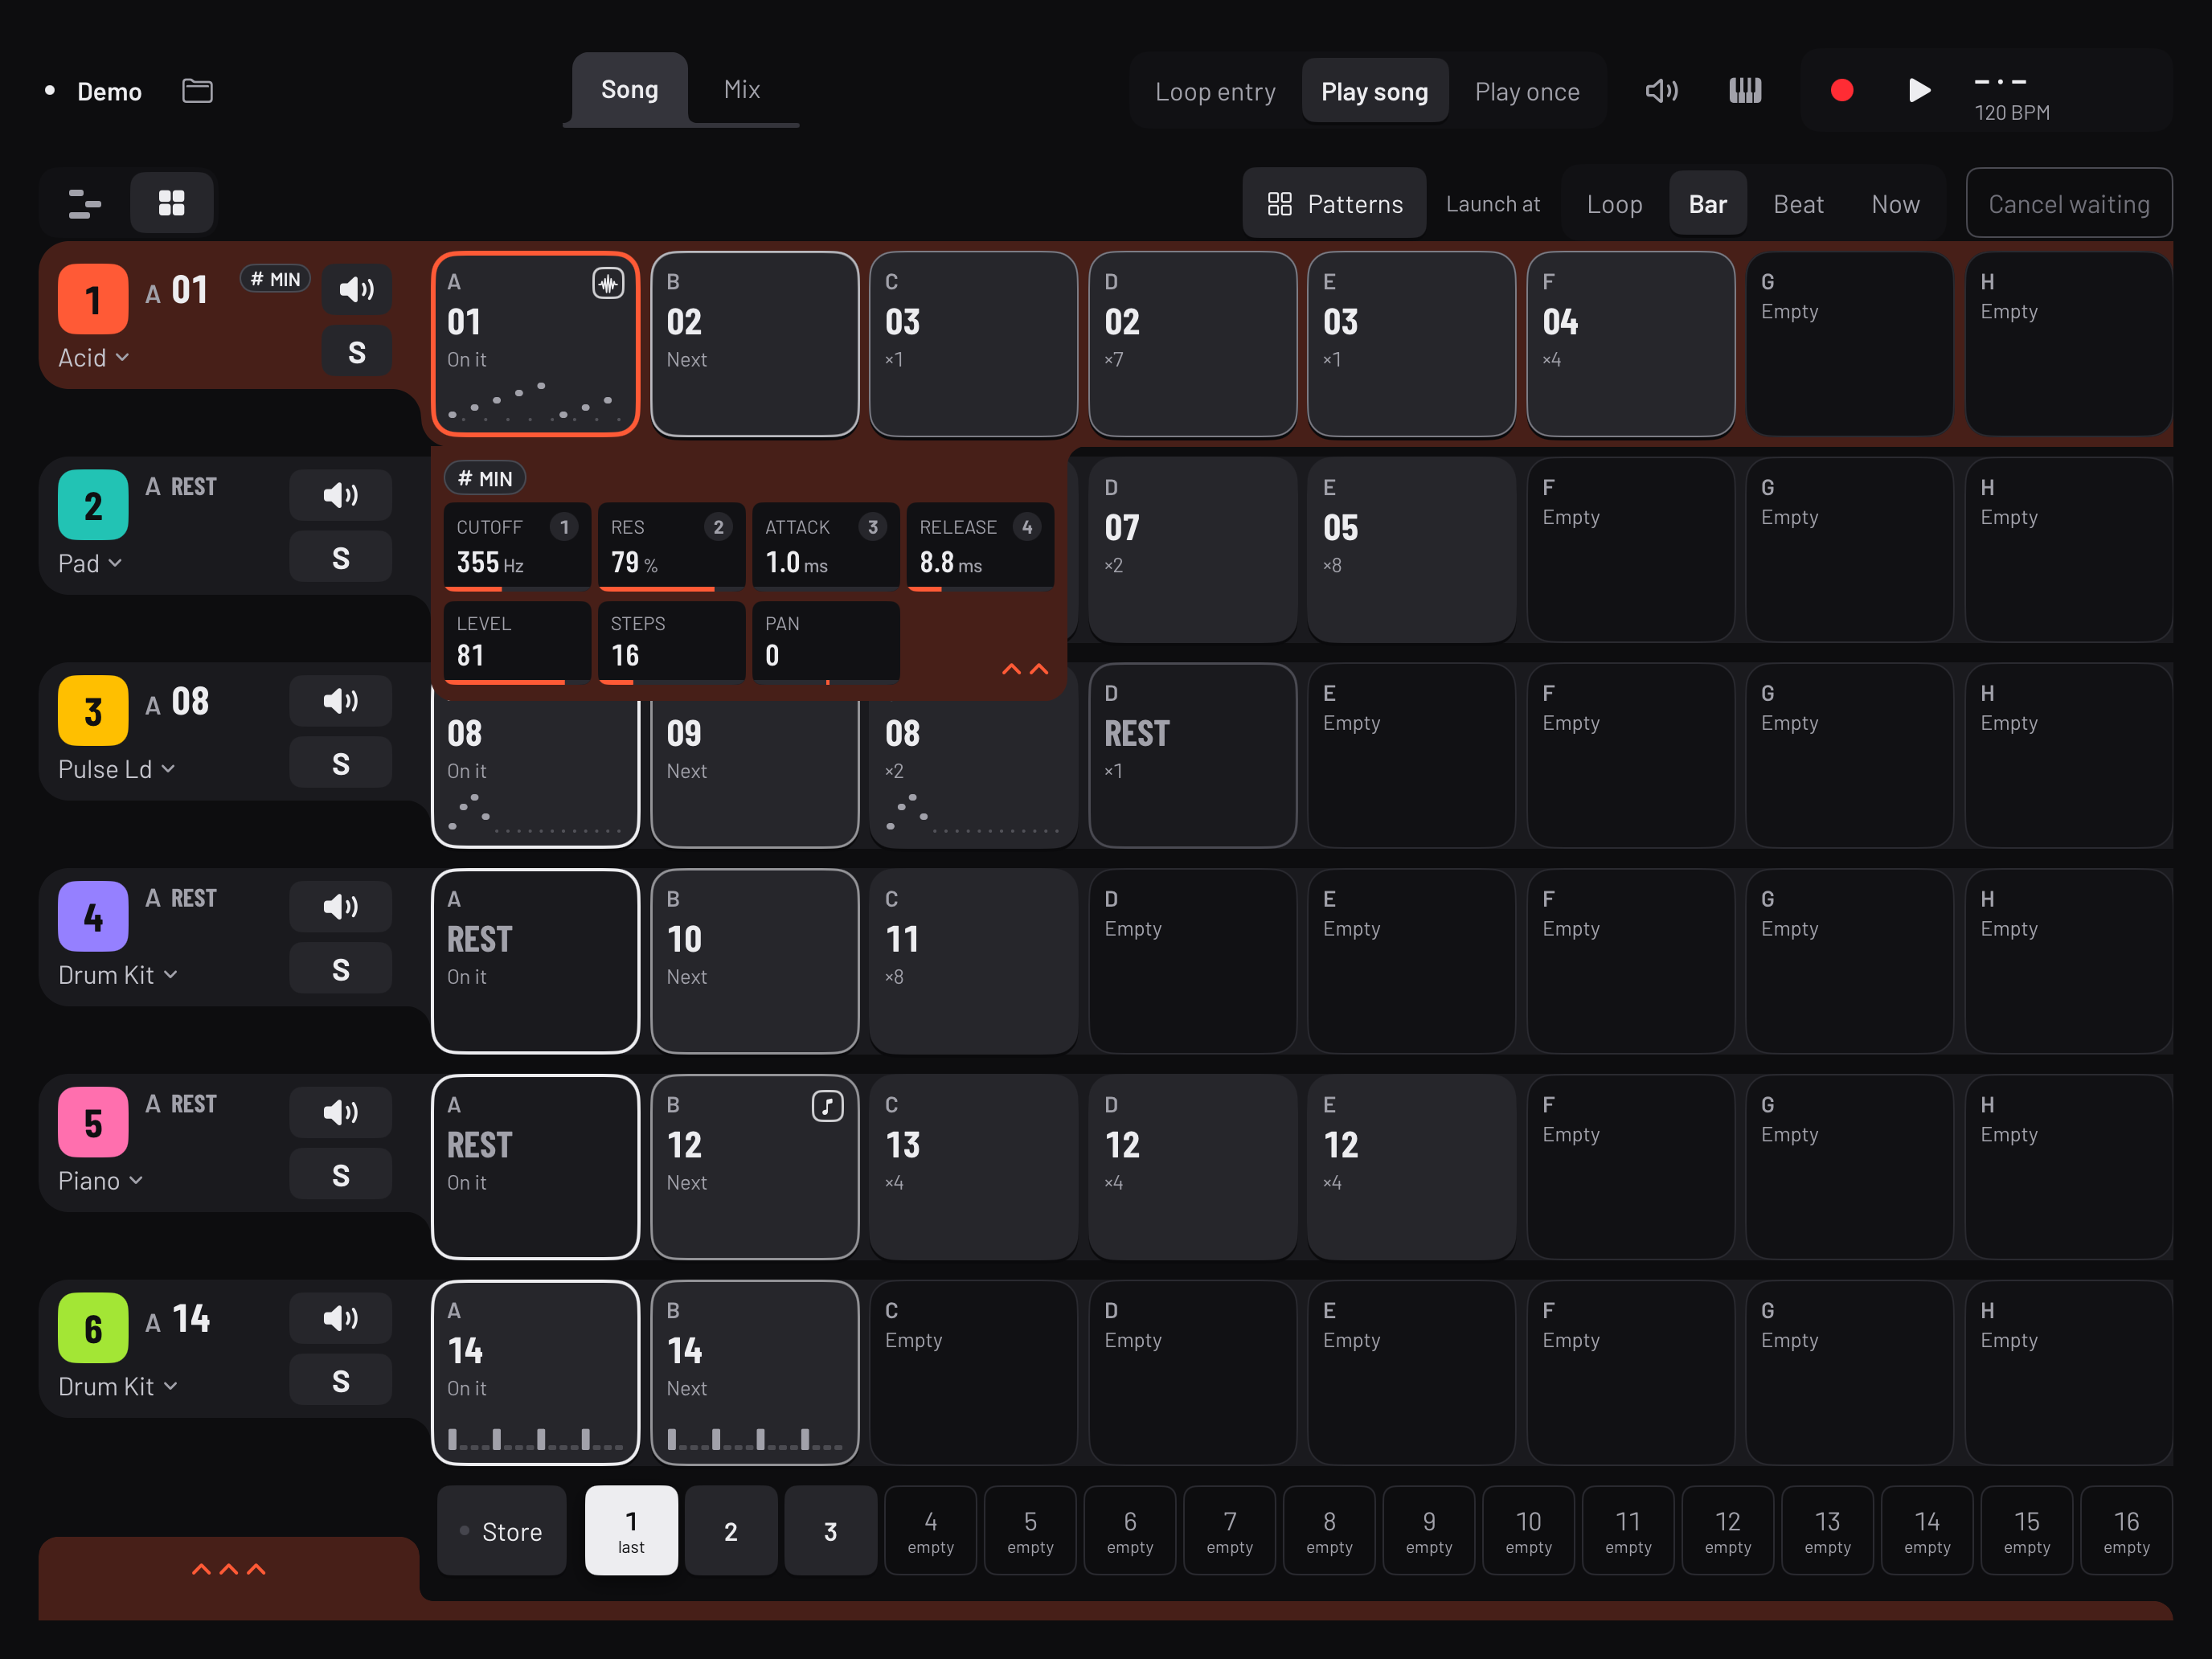 Demo
Song Mix
Loop entry Play song Play once
120 BPM
Patterns Launch at Loop Bar Beat Now Cancel waiting
1 A 01 # MIN
Acid
S
A
01
On it
B
02
Next
C
03
×1
D
02
×7
E
03
×1
F
04
×4
G
Empty
H
Empty
# MIN
CUTOFF 1
355 Hz
RES 2
79 %
ATTACK 3
1.0 ms
RELEASE 4
8.8 ms
LEVEL
81
STEPS
16
PAN
0
2 A REST
Pad
S
D
07
×2
E
05
×8
F
Empty
G
Empty
H
Empty
3 A 08
Pulse Ld
S
08
On it
09
Next
08
×2
D
REST
×1
E
Empty
F
Empty
G
Empty
H
Empty
4 A REST
Drum Kit
S
A
REST
On it
B
10
Next
C
11
×8
D
Empty
E
Empty
F
Empty
G
Empty
H
Empty
5 A REST
Piano
S
A
REST
On it
B
12
Next
C
13
×4
D
12
×4
E
12
×4
F
Empty
G
Empty
H
Empty
6 A 14
Drum Kit
S
A
14
On it
B
14
Next
C
Empty
D
Empty
E
Empty
F
Empty
G
Empty
H
Empty
Store
1
last
2
3
4
empty
5
empty
6
empty
7
empty
8
empty
9
empty
10
empty
11
empty
12
empty
13
empty
14
empty
15
empty
16
empty